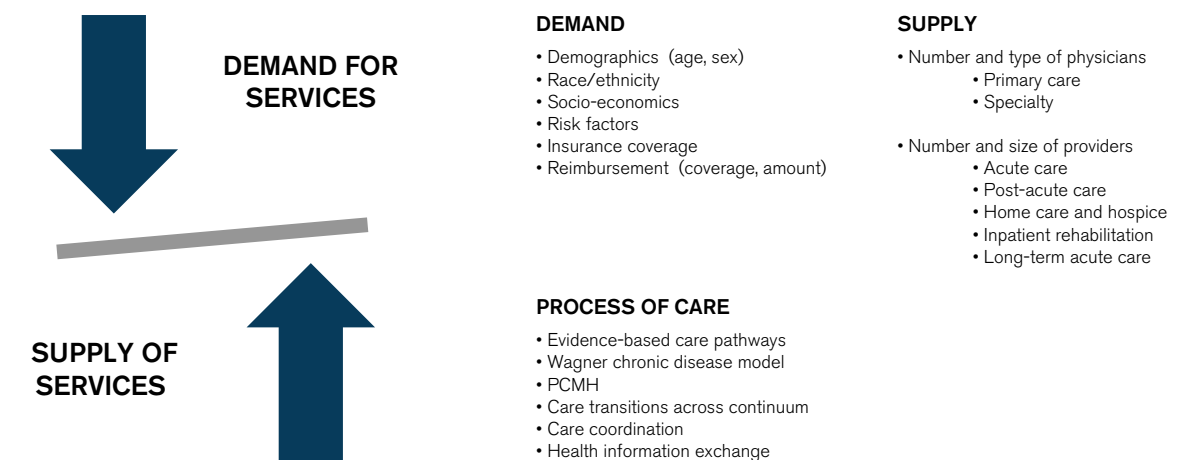 DEMAND FOR
SERVICES
SUPPLY OF
SERVICES
DEMAND
• Demographics (age, sex)
• Race/ethnicity
• Socio-economics
• Risk factors
• Insurance coverage
• Reimbursement (coverage, amount)
SUPPLY
• Number and type of physicians
• Primary care
• Specialty
• Number and size of providers
• Acute care
• Post-acute care
• Home care and hospice
• Inpatient rehabilitation
• Long-term acute care
PROCESS OF CARE
• Evidence-based care pathways
• Wagner chronic disease model
• PCMH
• Care transitions across continuum
• Care coordination
• Health information exchange